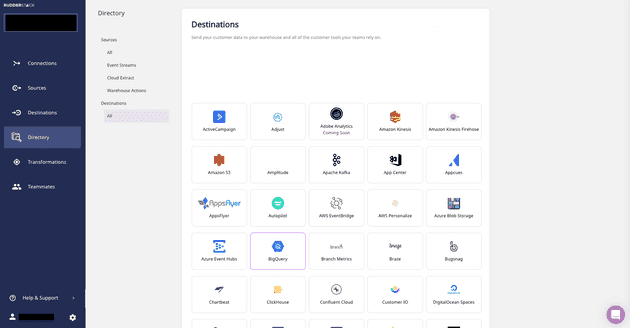 RUDDERSTACK
Connections
Sources
Destinations
Directory
Transformations
Teammates
Help & Support
Directory
Sources
All
Event Streams
Cloud Extract
Warehouse Actions
Destinations
All
Destinations
Send your customer data to your warehouse and all of the customer tools your teams rely on.
ActiveCampaign
Adjust
Adobe Analytics
Coming Soon
Amazon Kinesis
Amazon Kinesis Firehose
Amazon S3
Amplitude
Apache Kafka
App Center
Appcues
AppsFlyer
AppsFlyer
Autopilot
AWS EventBridge
AWS Personalize
Azure Blob Storage
Azure Event Hubs
BigQuery
branch
Branch Metrics
braze
Braze
Bugsnag
Chartbeat
ClickHouse
Confluent Cloud
Customer IO
DigitalOcean Spaces